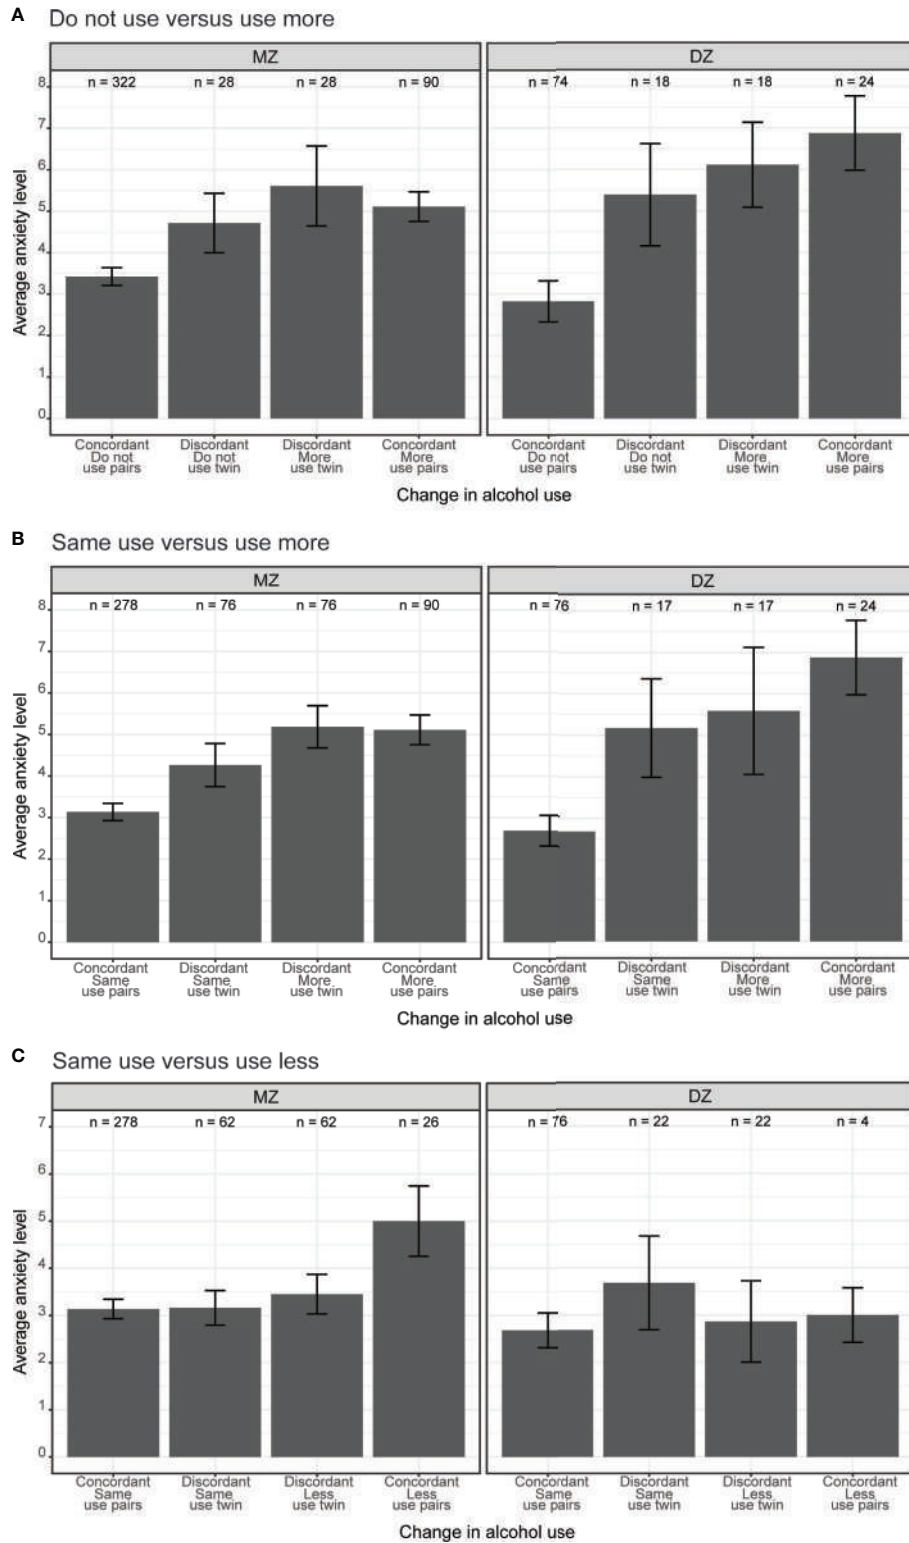 A Do not use versus use more
MZ DZ
n = 322 n = 28 n = 28 n = 90 n = 74 n = 18 n = 18 n = 24
8
7
6
5
4
3
2
1
0
Average anxiety level
Concordant Discordant Discordant Concordant Concordant Discordant Discordant Concordant
Do not Do not More More Do not Do not More More
use pairs use twin use twin use pairs use pairs use twin use twin use pairs
Change in alcohol use
B Same use versus use more
MZ DZ
n = 278 n = 76 n = 76 n = 90 n = 76 n = 17 n = 17 n = 24
8
7
6
5
4
3
2
1
0
Average anxiety level
Concordant Discordant Discordant Concordant Concordant Discordant Discordant Concordant
Same Same More More Same Same More More
use pairs use twin use twin use pairs use pairs use twin use twin use pairs
Change in alcohol use
C Same use versus use less
MZ DZ
n = 278 n = 62 n = 62 n = 26 n = 76 n = 22 n = 22 n = 4
7
6
5
4
3
2
1
0
Average anxiety level
Concordant Discordant Discordant Concordant Concordant Discordant Discordant Concordant
Same Same Less Less Same Same Less Less
use pairs use twin use twin use pairs use pairs use twin use twin use pairs
Change in alcohol use